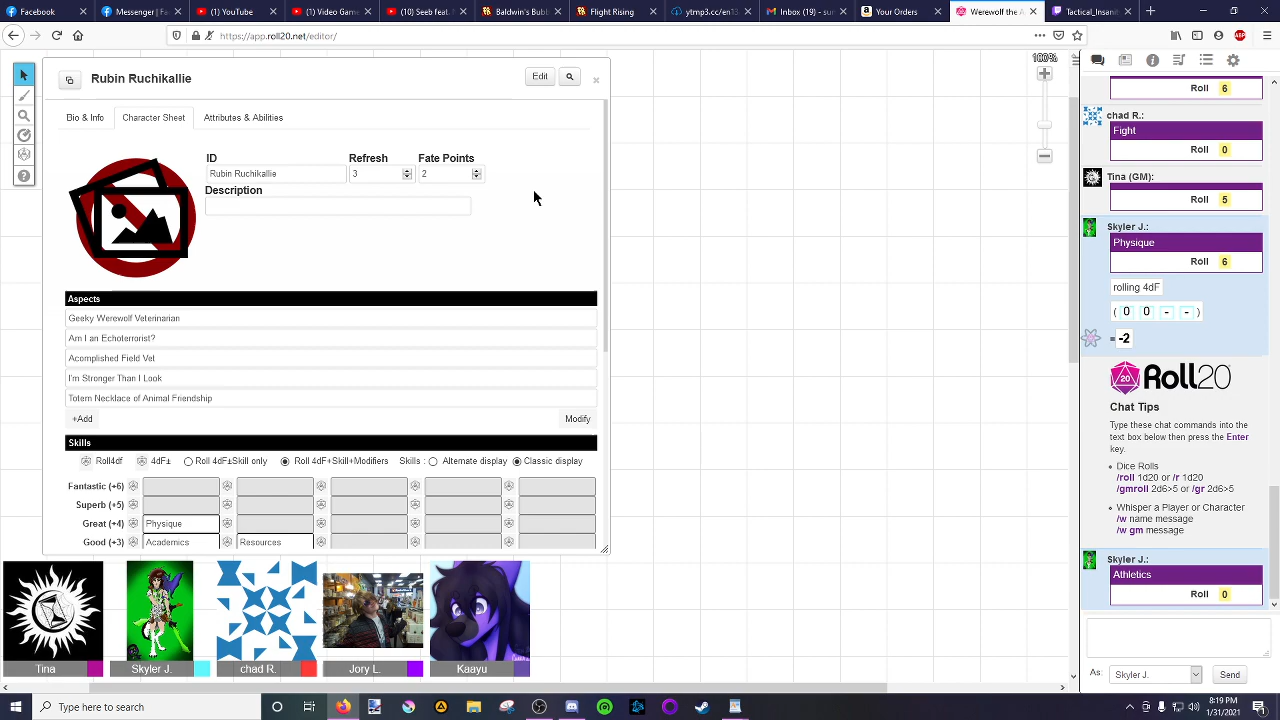 Facebook
Messenger | F
(1) YouTube
(1) Video Game
(10) Seeb feat.
Baldwin's Bubb
Fight Rising
ytmp3.cc/en13
Inbox (19) - su
Your Orders
Werewolf the A
Tactical_Insanit
https://app.roll20.net/editor/
Rubin Ruchikallie
Edit
Bio & Info
Character Sheet
Attributes & Abilities
ID
Refresh
Fate Points
Rubin Ruchikallie
3
2
Description
Aspects
Geeky Werewolf Veterinarian
Am I an Echoterrorist?
Acomplished Field Vet
I'm Stronger Than I Look
Totem Necklace of Animal Friendship
+Add
Modify
Skills
Roll4df
4dF±
Roll 4dF±Skill only
Roll 4dF+Skill+Modifiers
Skills :
Alternate display
Classic display
Fantastic (+6)
Superb (+5)
Great (+4)
Physique
Good (+3)
Academics
Resources
Tina
Skyler J.
chad R.
Jory L.
Kaayu
100%
Roll 6
chad R.:
Fight
Roll 0
Tina (GM):
Roll 5
Skyler J.:
Physique
Roll 6
rolling 4dF
( 0 0 - - )
= -2
20
Roll20
Chat Tips
Type these chat commands into the
text box below then press the Enter
key.
Dice Rolls
/roll 1d20 or /r 1d20
/gmroll 2d6>5 or /gr 2d6>5
Whisper a Player or Character
/w name message
/w gm message
Skyler J.:
Athletics
Roll 0
As:
Skyler J.
Send
Type here to search
8:19 PM
1/31/2021